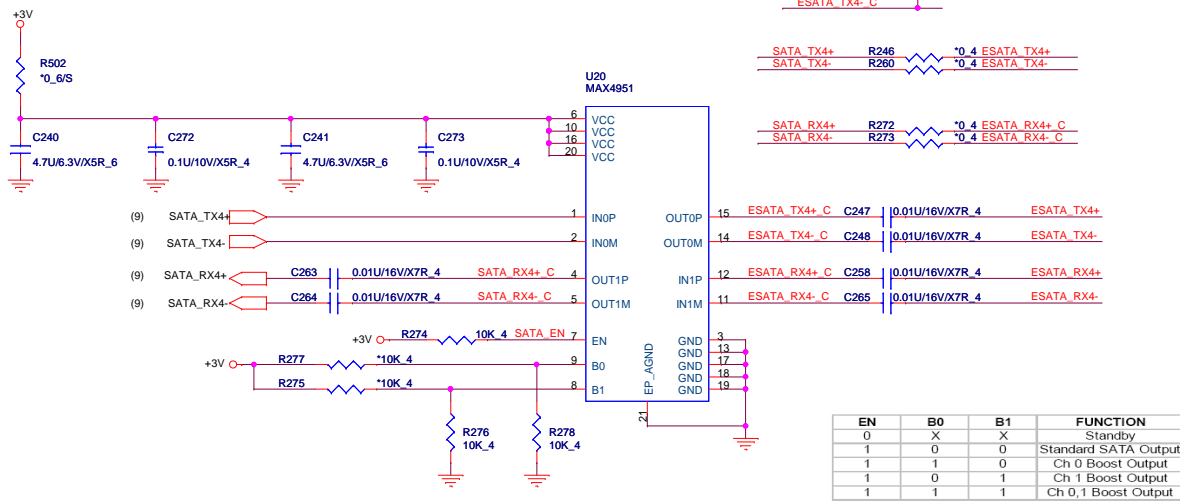 ESATA_TX4-_C
+3V
R502
*0_6/S
C240
4.7U/6.3V/X5R_6
C272
0.1U/10V/X5R_4
C241
4.7U/6.3V/X5R_6
C273
0.1U/10V/X5R_4
U20
MAX4951
SATA_TX4+ R246 *0_4 ESATA_TX4+
SATA_TX4- R260 *0_4 ESATA_TX4-
SATA_RX4+ R272 *0_4 ESATA_RX4+_C
SATA_RX4- R273 *0_4 ESATA_RX4-_C
6 VCC
10 VCC
16 VCC
20 VCC
(9) SATA_TX4+ 1 IN0P OUT0P 15 ESATA_TX4+_C C247 0.01U/16V/X7R_4 ESATA_TX4+
(9) SATA_TX4- 2 IN0M OUT0M 14 ESATA_TX4-_C C248 0.01U/16V/X7R_4 ESATA_TX4-
(9) SATA_RX4+ C263 0.01U/16V/X7R_4 SATA_RX4+_C 4 OUT1P IN1P 12 ESATA_RX4+_C C258 0.01U/16V/X7R_4 ESATA_RX4+
(9) SATA_RX4- C264 0.01U/16V/X7R_4 SATA_RX4-_C 5 OUT1M IN1M 11 ESATA_RX4-_C C265 0.01U/16V/X7R_4 ESATA_RX4-
+3V R274 10K_4 SATA_EN 7 EN GND 3
GND 13
+3V R277 *10K_4 9 B0 GND 17
GND 18
R275 *10K_4 8 B1 GND 19
EP_AGND
21
R276
10K_4
R278
10K_4
EN B0 B1 FUNCTION
0 X X Standby
1 0 0 Standard SATA Output
1 1 0 Ch 0 Boost Output
1 0 1 Ch 1 Boost Output
1 1 1 Ch 0,1 Boost Output